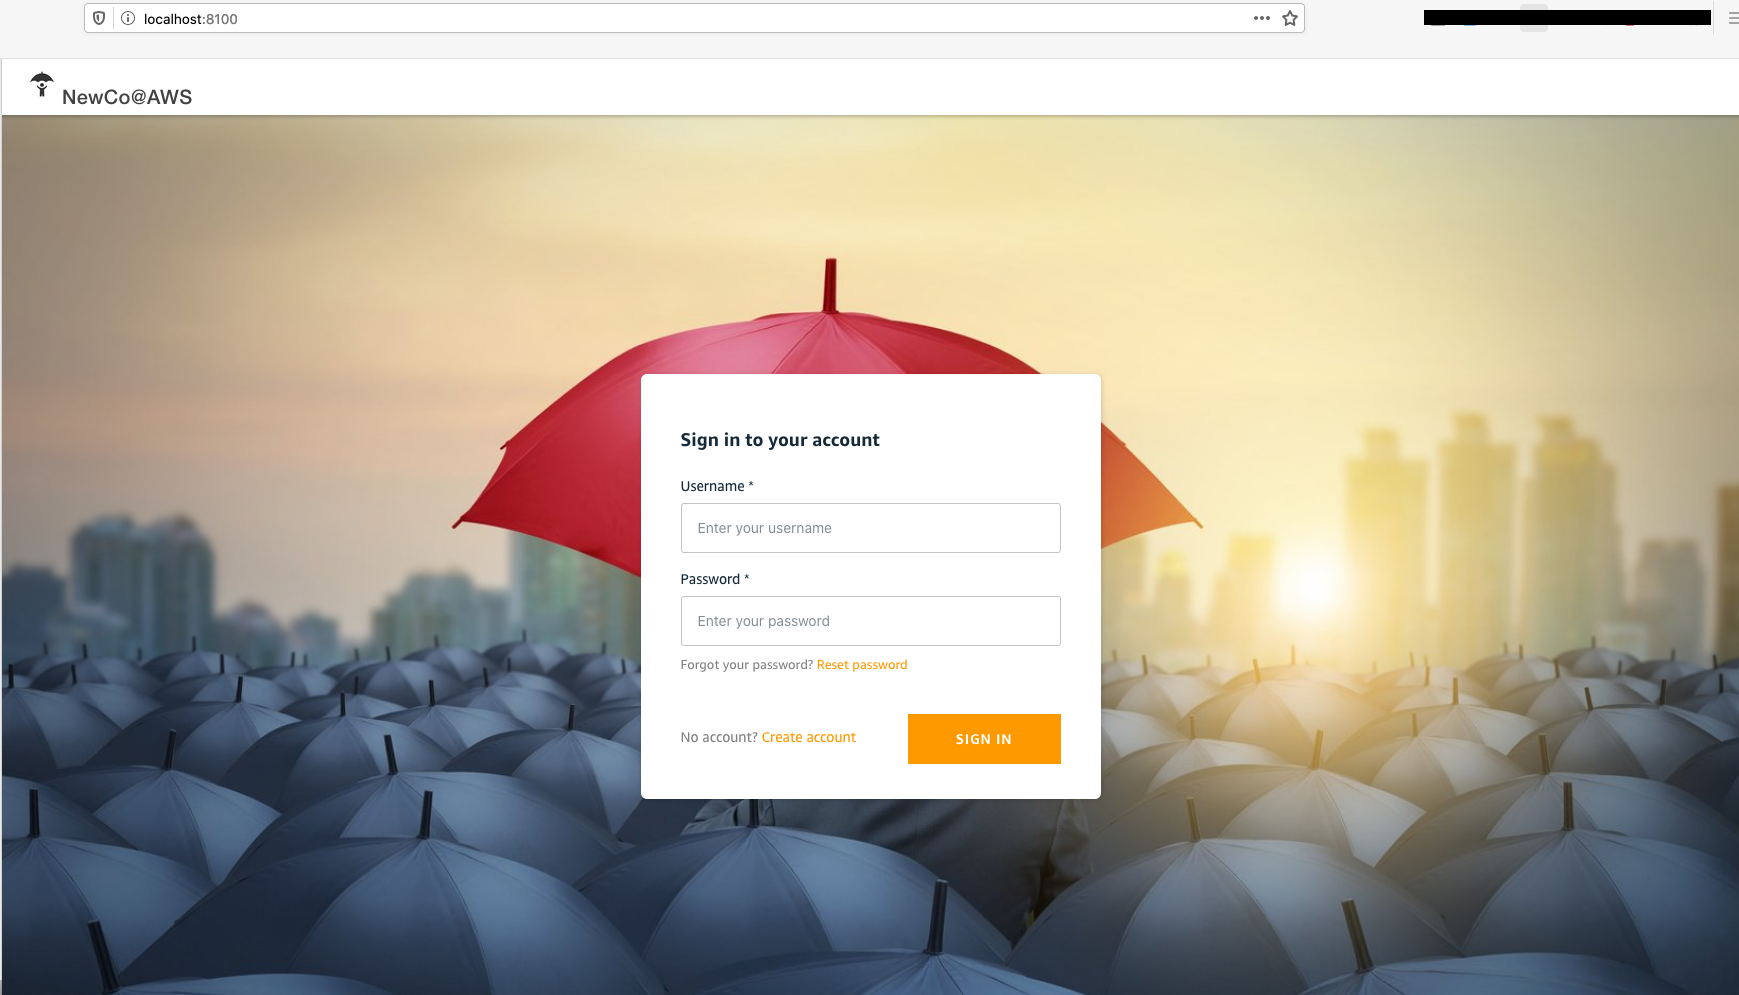 localhost:8100
NewCo@AWS
Sign in to your account
Username *
Enter your username
Password *
Enter your password
Forgot your password? Reset password
No account? Create account
SIGN IN